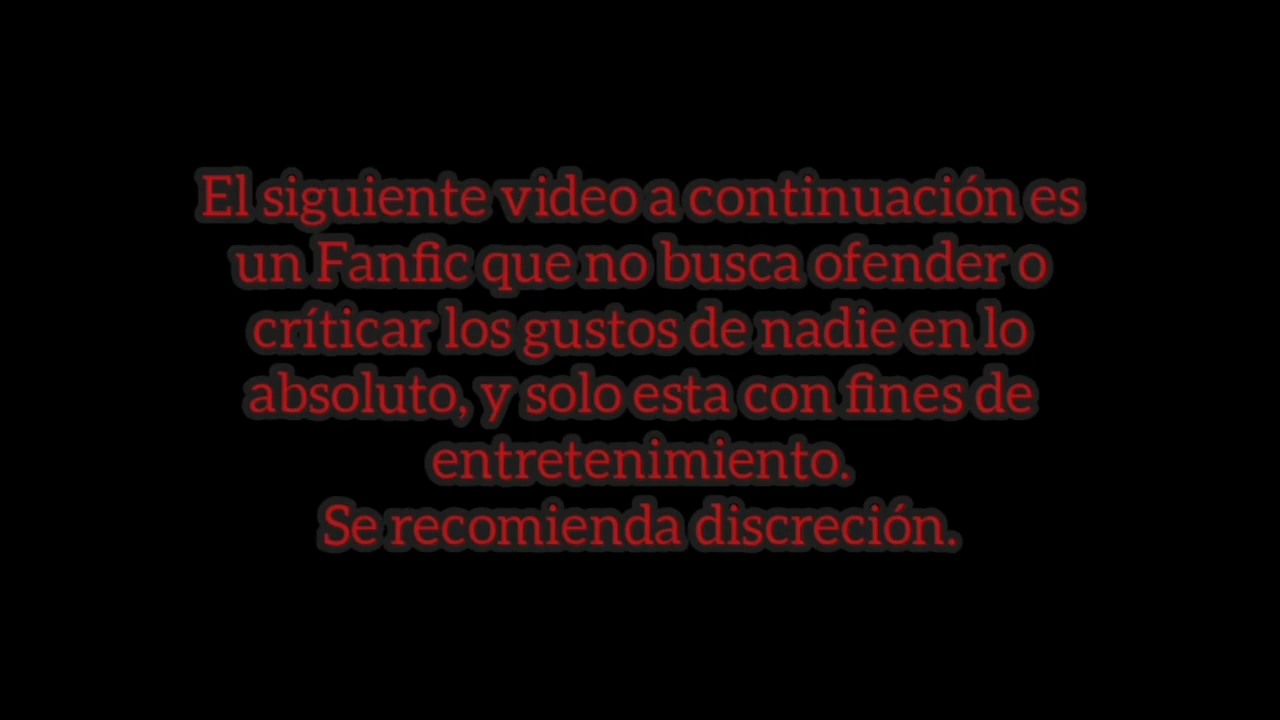 El siguiente video a continuación es
un Fanfic que no busca ofender o
críticar los gustos de nadie en lo
absoluto, y solo esta con fines de
entretenimiento.
Se recomienda discreción.